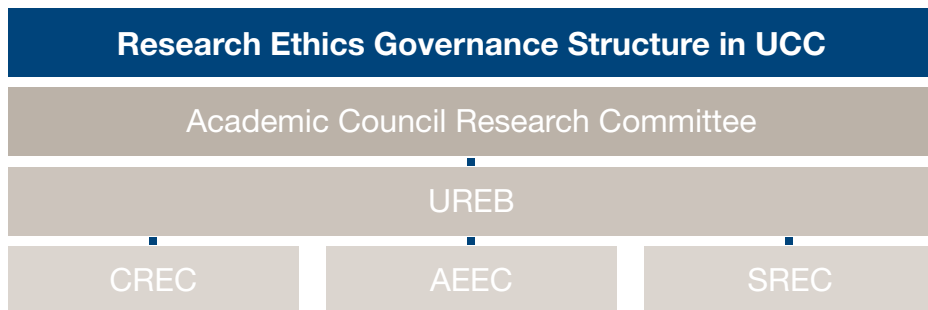 Research Ethics Governance Structure in UCC
Academic Council Research Committee
UREB
CREC
AEEC
SREC